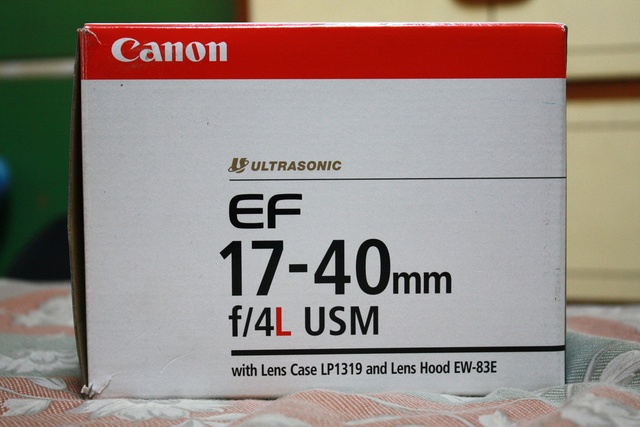 Canon
ULTRASONIC
EF
17-40mm
f/4L USM
with Lens Case LP1319 and Lens Hood EW-83E